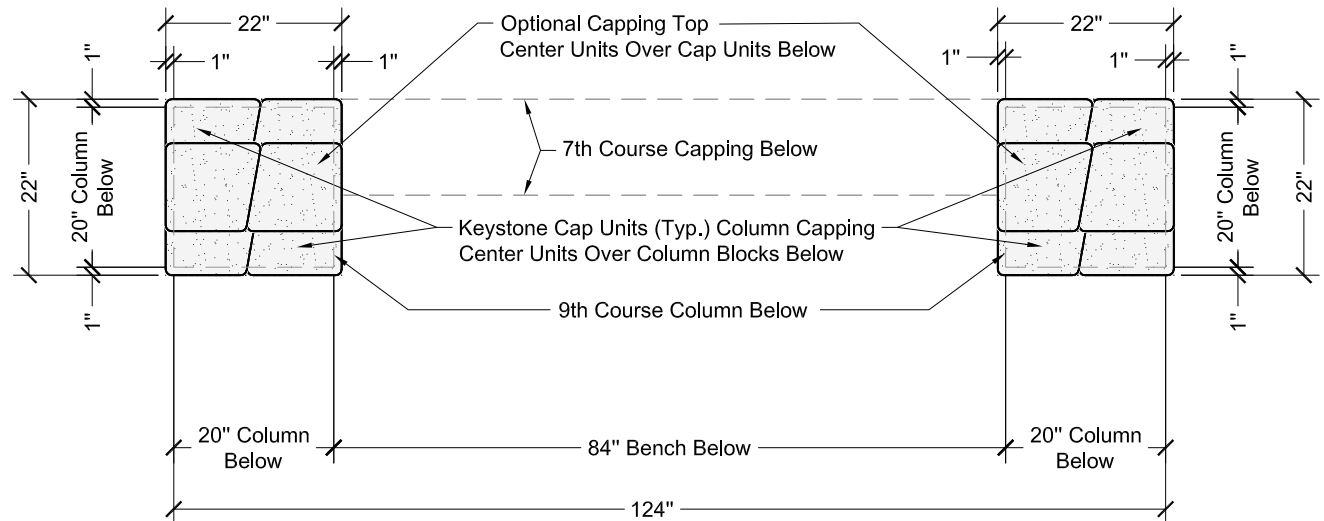 22"
Optional Capping Top
Center Units Over Cap Units Below
22"
1"
1"
1"
1"
1"
1"
22"
20" Column
Below
7th Course Capping Below
20" Column
Below
22"
Keystone Cap Units (Typ.) Column Capping
Center Units Over Column Blocks Below
1"
9th Course Column Below
1"
20" Column
Below
84" Bench Below
20" Column
Below
124"